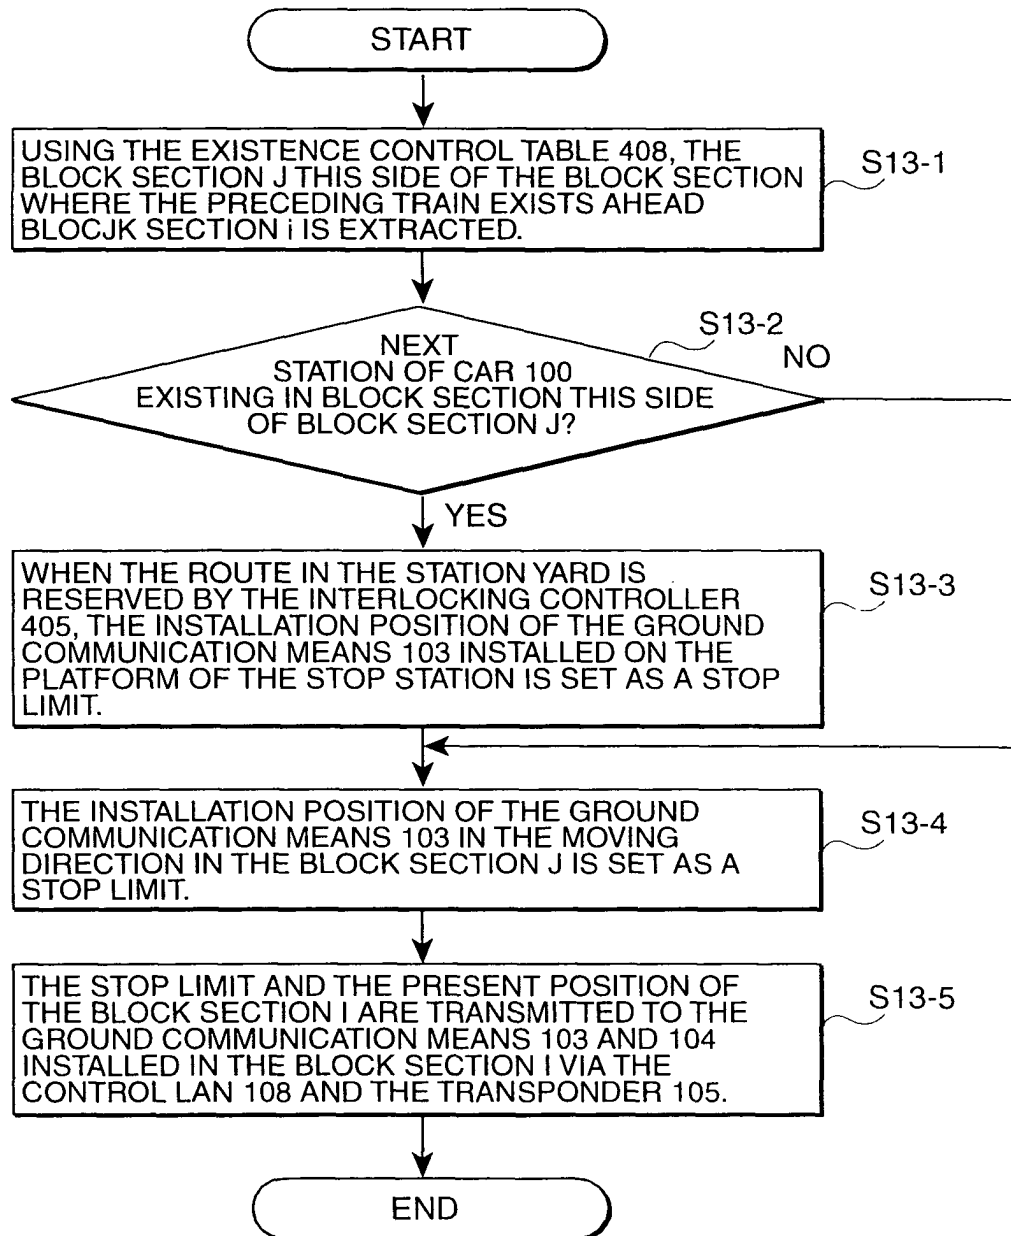 START
USING THE EXISTENCE CONTROL TABLE 408, THE
BLOCK SECTION J THIS SIDE OF THE BLOCK SECTION
WHERE THE PRECEDING TRAIN EXISTS AHEAD
BLOCJK SECTION i IS EXTRACTED.
S13-1
S13-2
NO
NEXT
STATION OF CAR 100
EXISTING IN BLOCK SECTION THIS SIDE
OF BLOCK SECTION J?
YES
WHEN THE ROUTE IN THE STATION YARD IS
RESERVED BY THE INTERLOCKING CONTROLLER
405, THE INSTALLATION POSITION OF THE GROUND
COMMUNICATION MEANS 103 INSTALLED ON THE
PLATFORM OF THE STOP STATION IS SET AS A STOP
LIMIT.
S13-3
THE INSTALLATION POSITION OF THE GROUND
COMMUNICATION MEANS 103 IN THE MOVING
DIRECTION IN THE BLOCK SECTION J IS SET AS A
STOP LIMIT.
S13-4
THE STOP LIMIT AND THE PRESENT POSITION OF
THE BLOCK SECTION I ARE TRANSMITTED TO THE
GROUND COMMUNICATION MEANS 103 AND 104
INSTALLED IN THE BLOCK SECTION I VIA THE
CONTROL LAN 108 AND THE TRANSPONDER 105.
S13-5
END